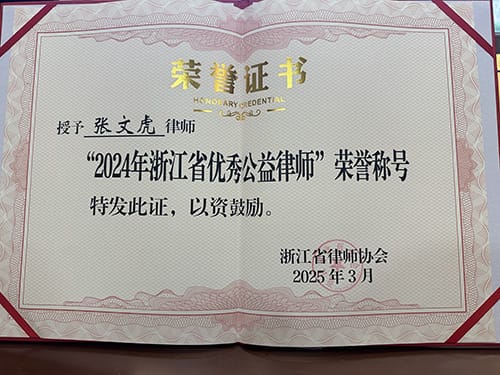 荣誉证书
HONORARY CREDENTIAL
授予 张文虎 律师
“2024年浙江省优秀公益律师”荣誉称号
特发此证，以资鼓励。
浙江省律师协会
2025年3月